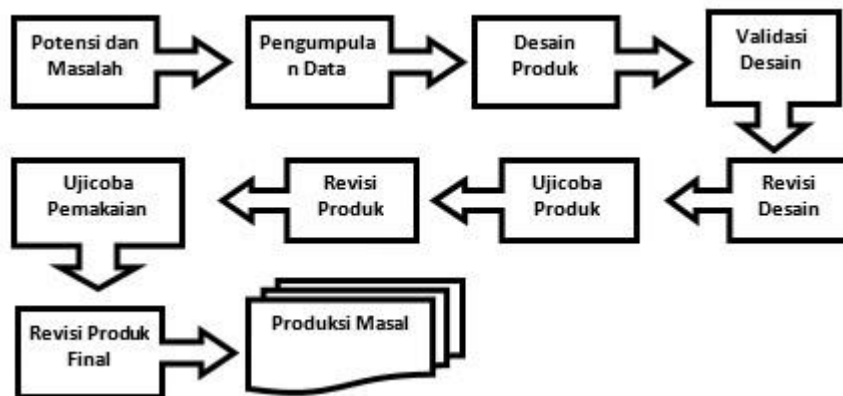 Potensi dan
Masalah
Pengumpula
n Data
Desain
Produk
Validasi
Desain
Revisi
Desain
Ujicoba
Produk
Revisi
Produk
Ujicoba
Pemakaian
Revisi Produk
Final
Produksi Masal